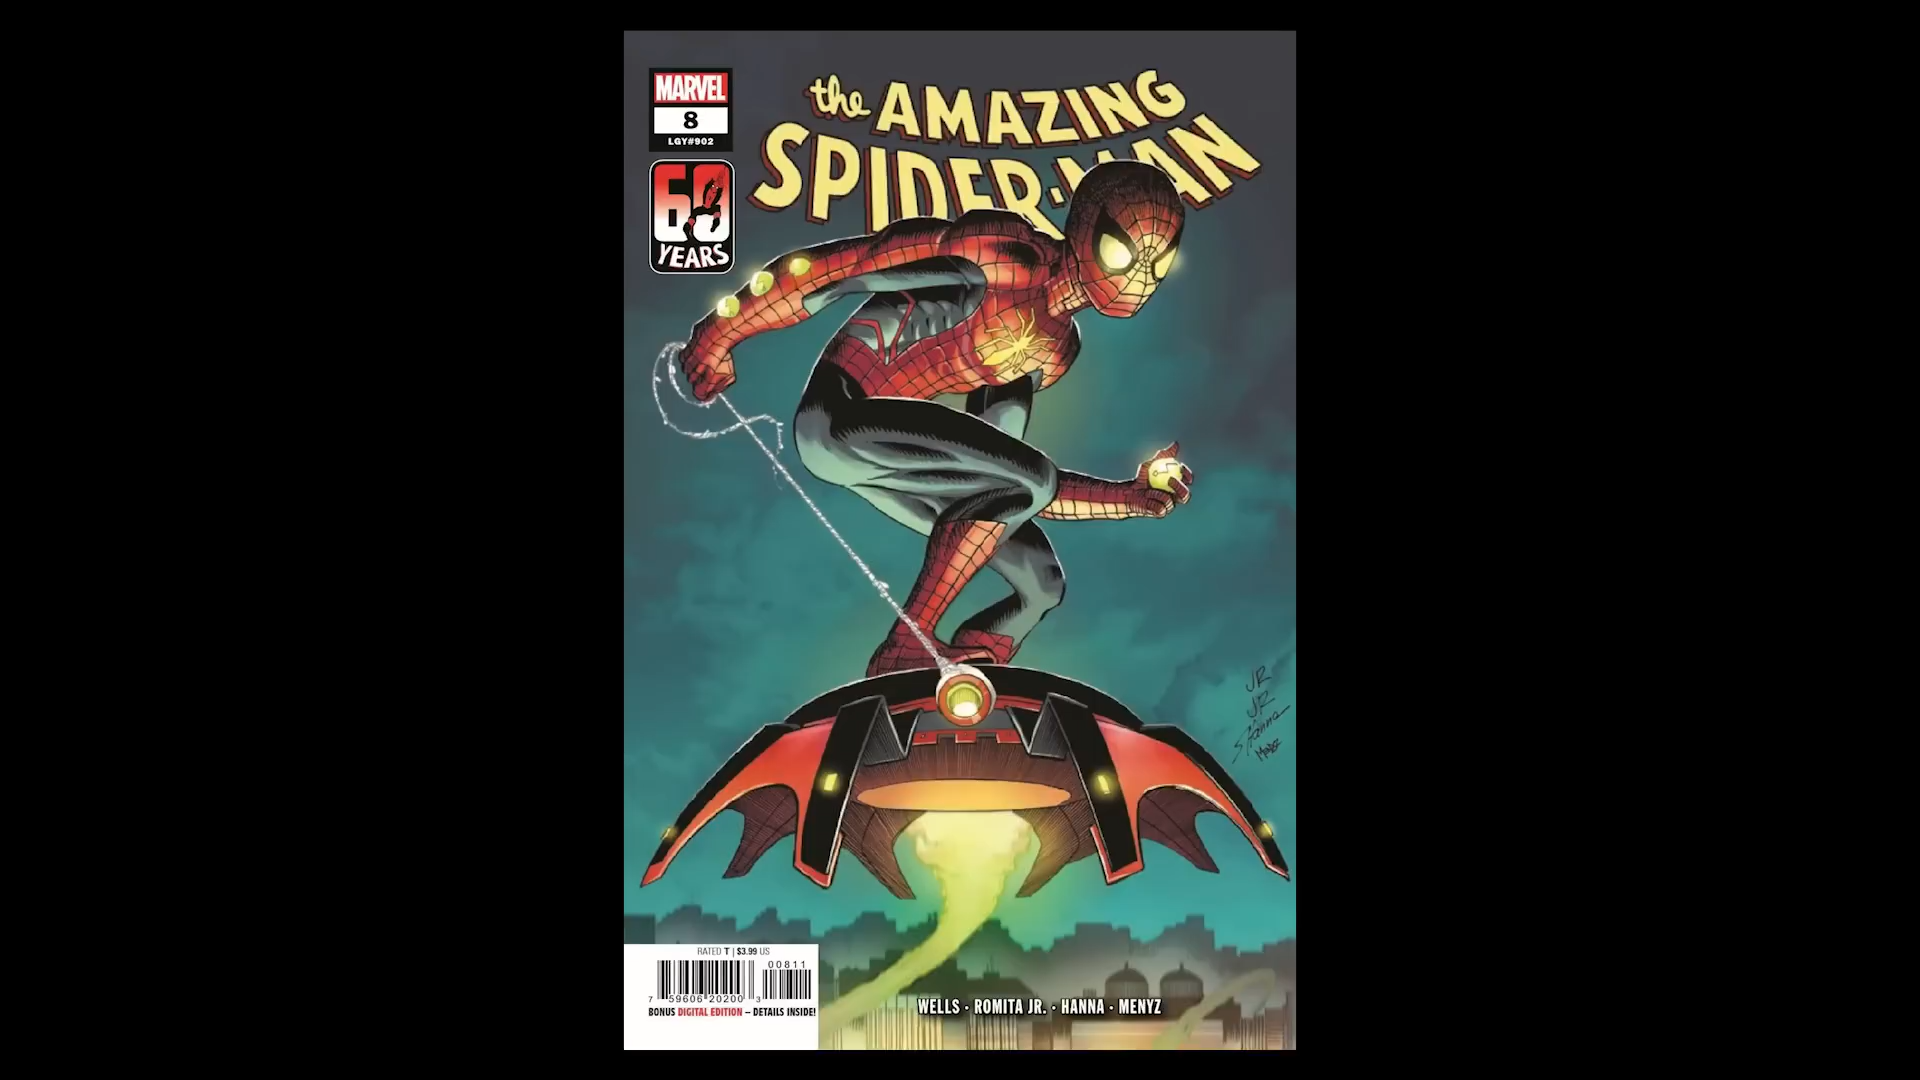 MARVEL
8
LGY#902
60
YEARS
the AMAZING
SPIDER-MAN
JR
JR
Hanna
RATED T | $3.99 US
00811
7 59606 20200 3
BONUS DIGITAL EDITION – DETAILS INSIDE!
WELLS · ROMITA JR. · HANNA · MENYZ